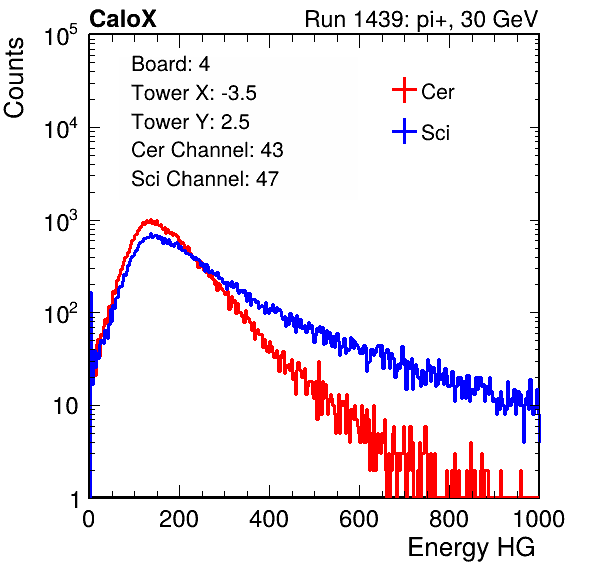 CaloX Run 1439: pi+, 30 GeV
Counts
Board: 4
Tower X: -3.5
Tower Y: 2.5
Cer Channel: 43
Sci Channel: 47
Cer
Sci
10^5
10^4
10^3
10^2
10
1
0 200 400 600 800 1000
Energy HG